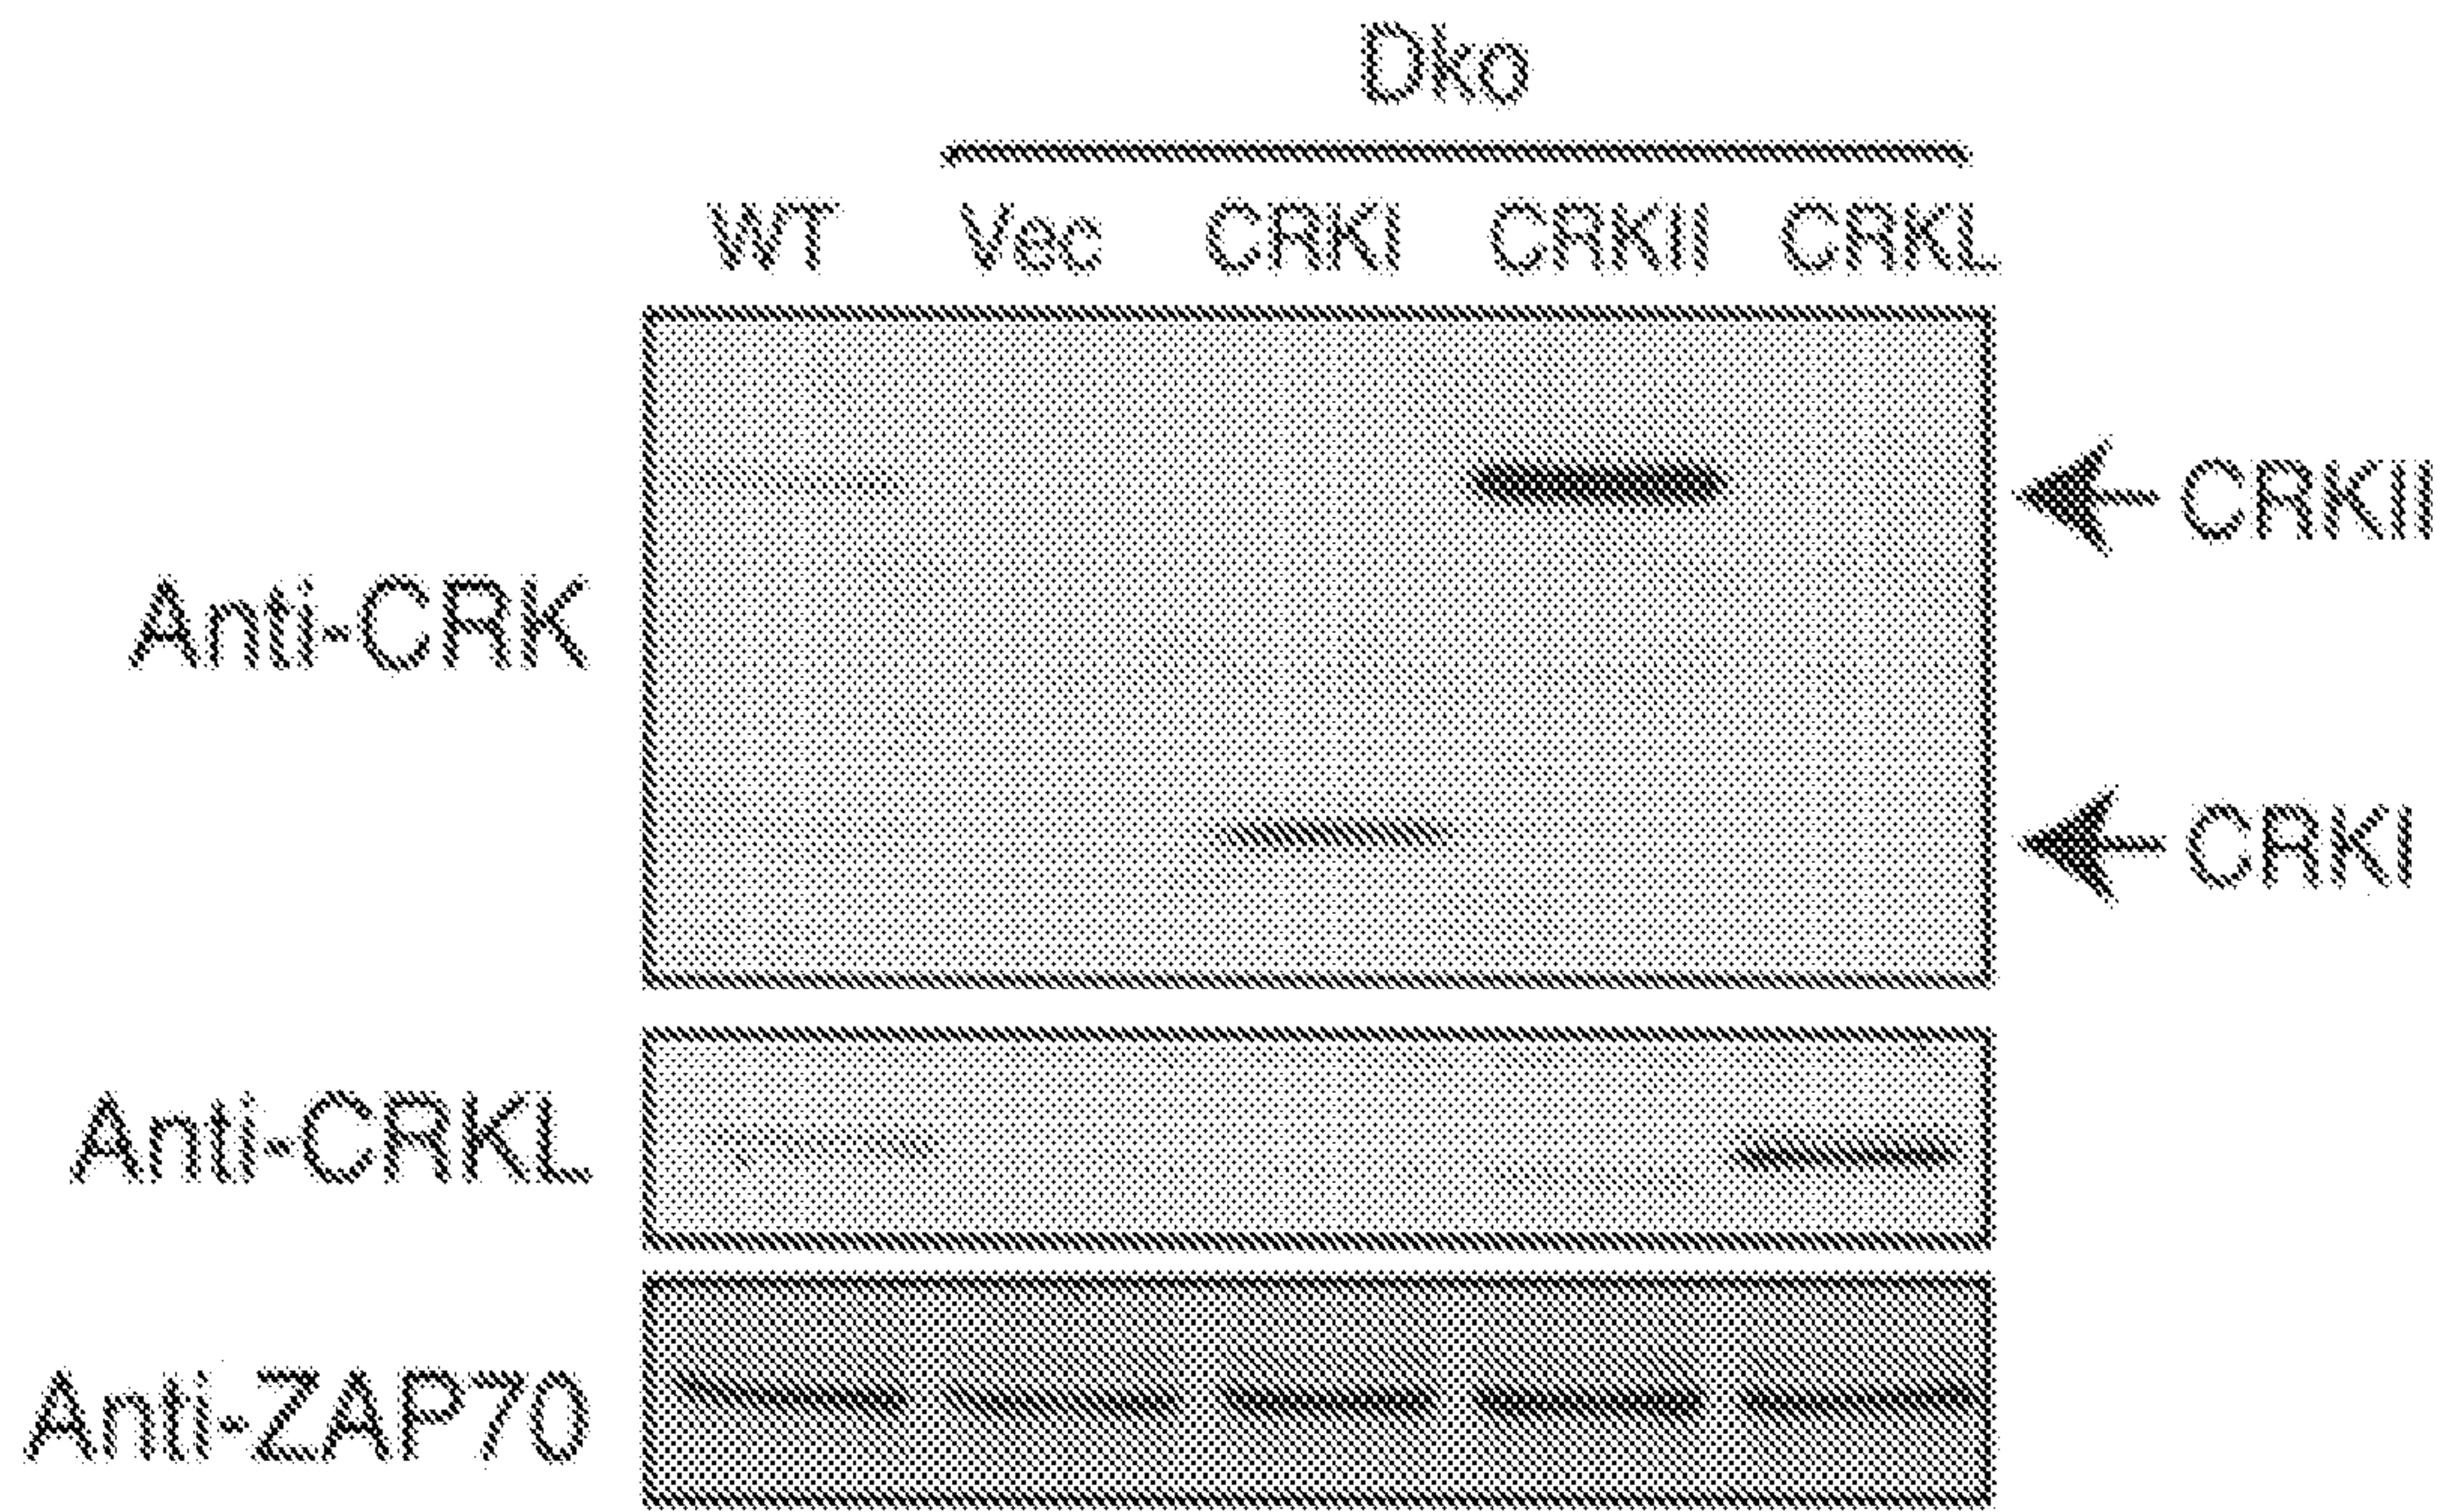 Dko
WT Vec CRKI CRKII CRKL
CRKII
Anti-CRK
CRKI
Anti-CRKL
Anti-ZAP70